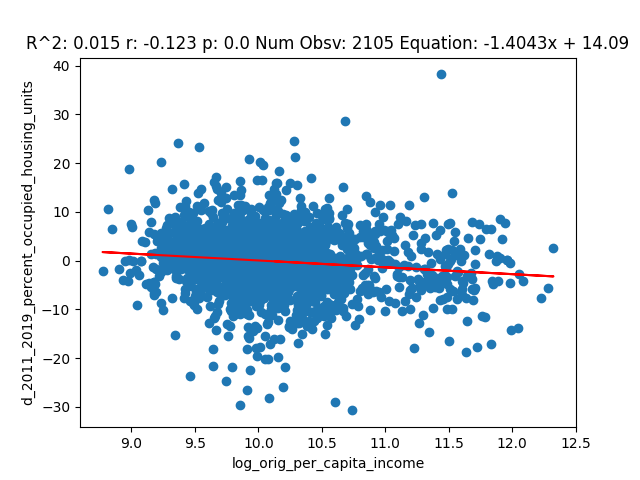 R^2: 0.015 r: -0.123 p: 0.0 Num Obsv: 2105 Equation: -1.4043x + 14.09
d_2011_2019_percent_occupied_housing_units
40
30
20
10
0
−10
−20
−30
9.0 9.5 10.0 10.5 11.0 11.5 12.0 12.5
log_orig_per_capita_income